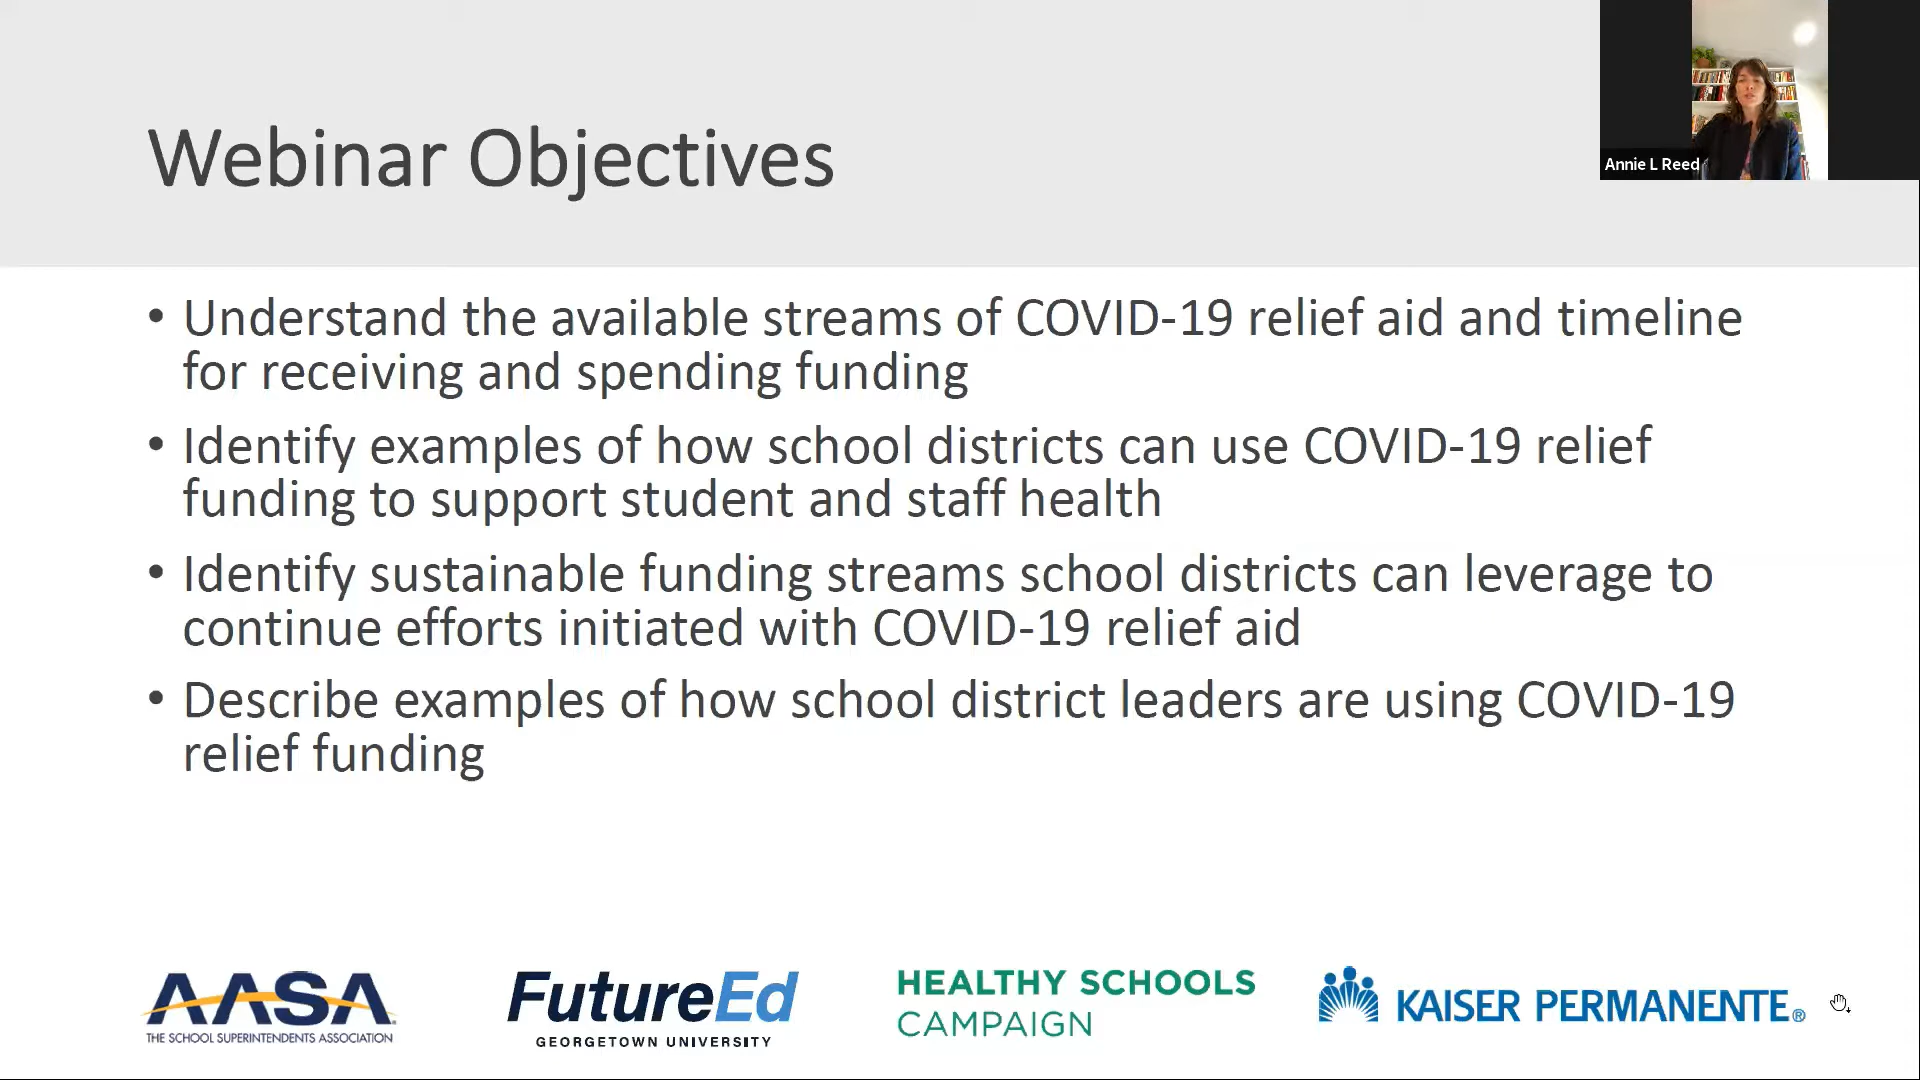 Annie L Reed
Webinar Objectives
• Understand the available streams of COVID-19 relief aid and timeline
for receiving and spending funding
• Identify examples of how school districts can use COVID-19 relief
funding to support student and staff health
• Identify sustainable funding streams school districts can leverage to
continue efforts initiated with COVID-19 relief aid
• Describe examples of how school district leaders are using COVID-19
relief funding
AASA
THE SCHOOL SUPERINTENDENTS ASSOCIATION
FutureEd
GEORGETOWN UNIVERSITY
HEALTHY SCHOOLS
CAMPAIGN
KAISER PERMANENTE®